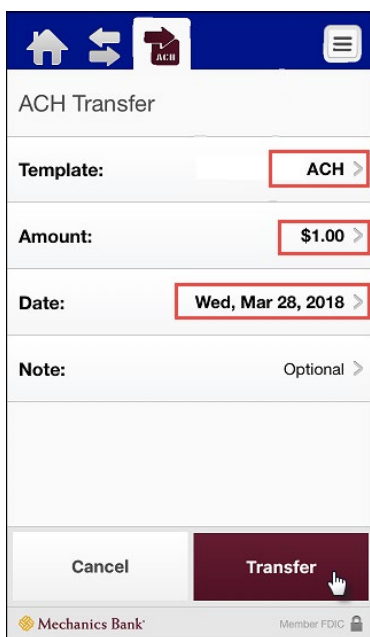 ACH
ACH Transfer
Template: ACH >
Amount: $1.00 >
Date: Wed, Mar 28, 2018 >
Note: Optional >
Cancel Transfer
Mechanics Bank Member FDIC